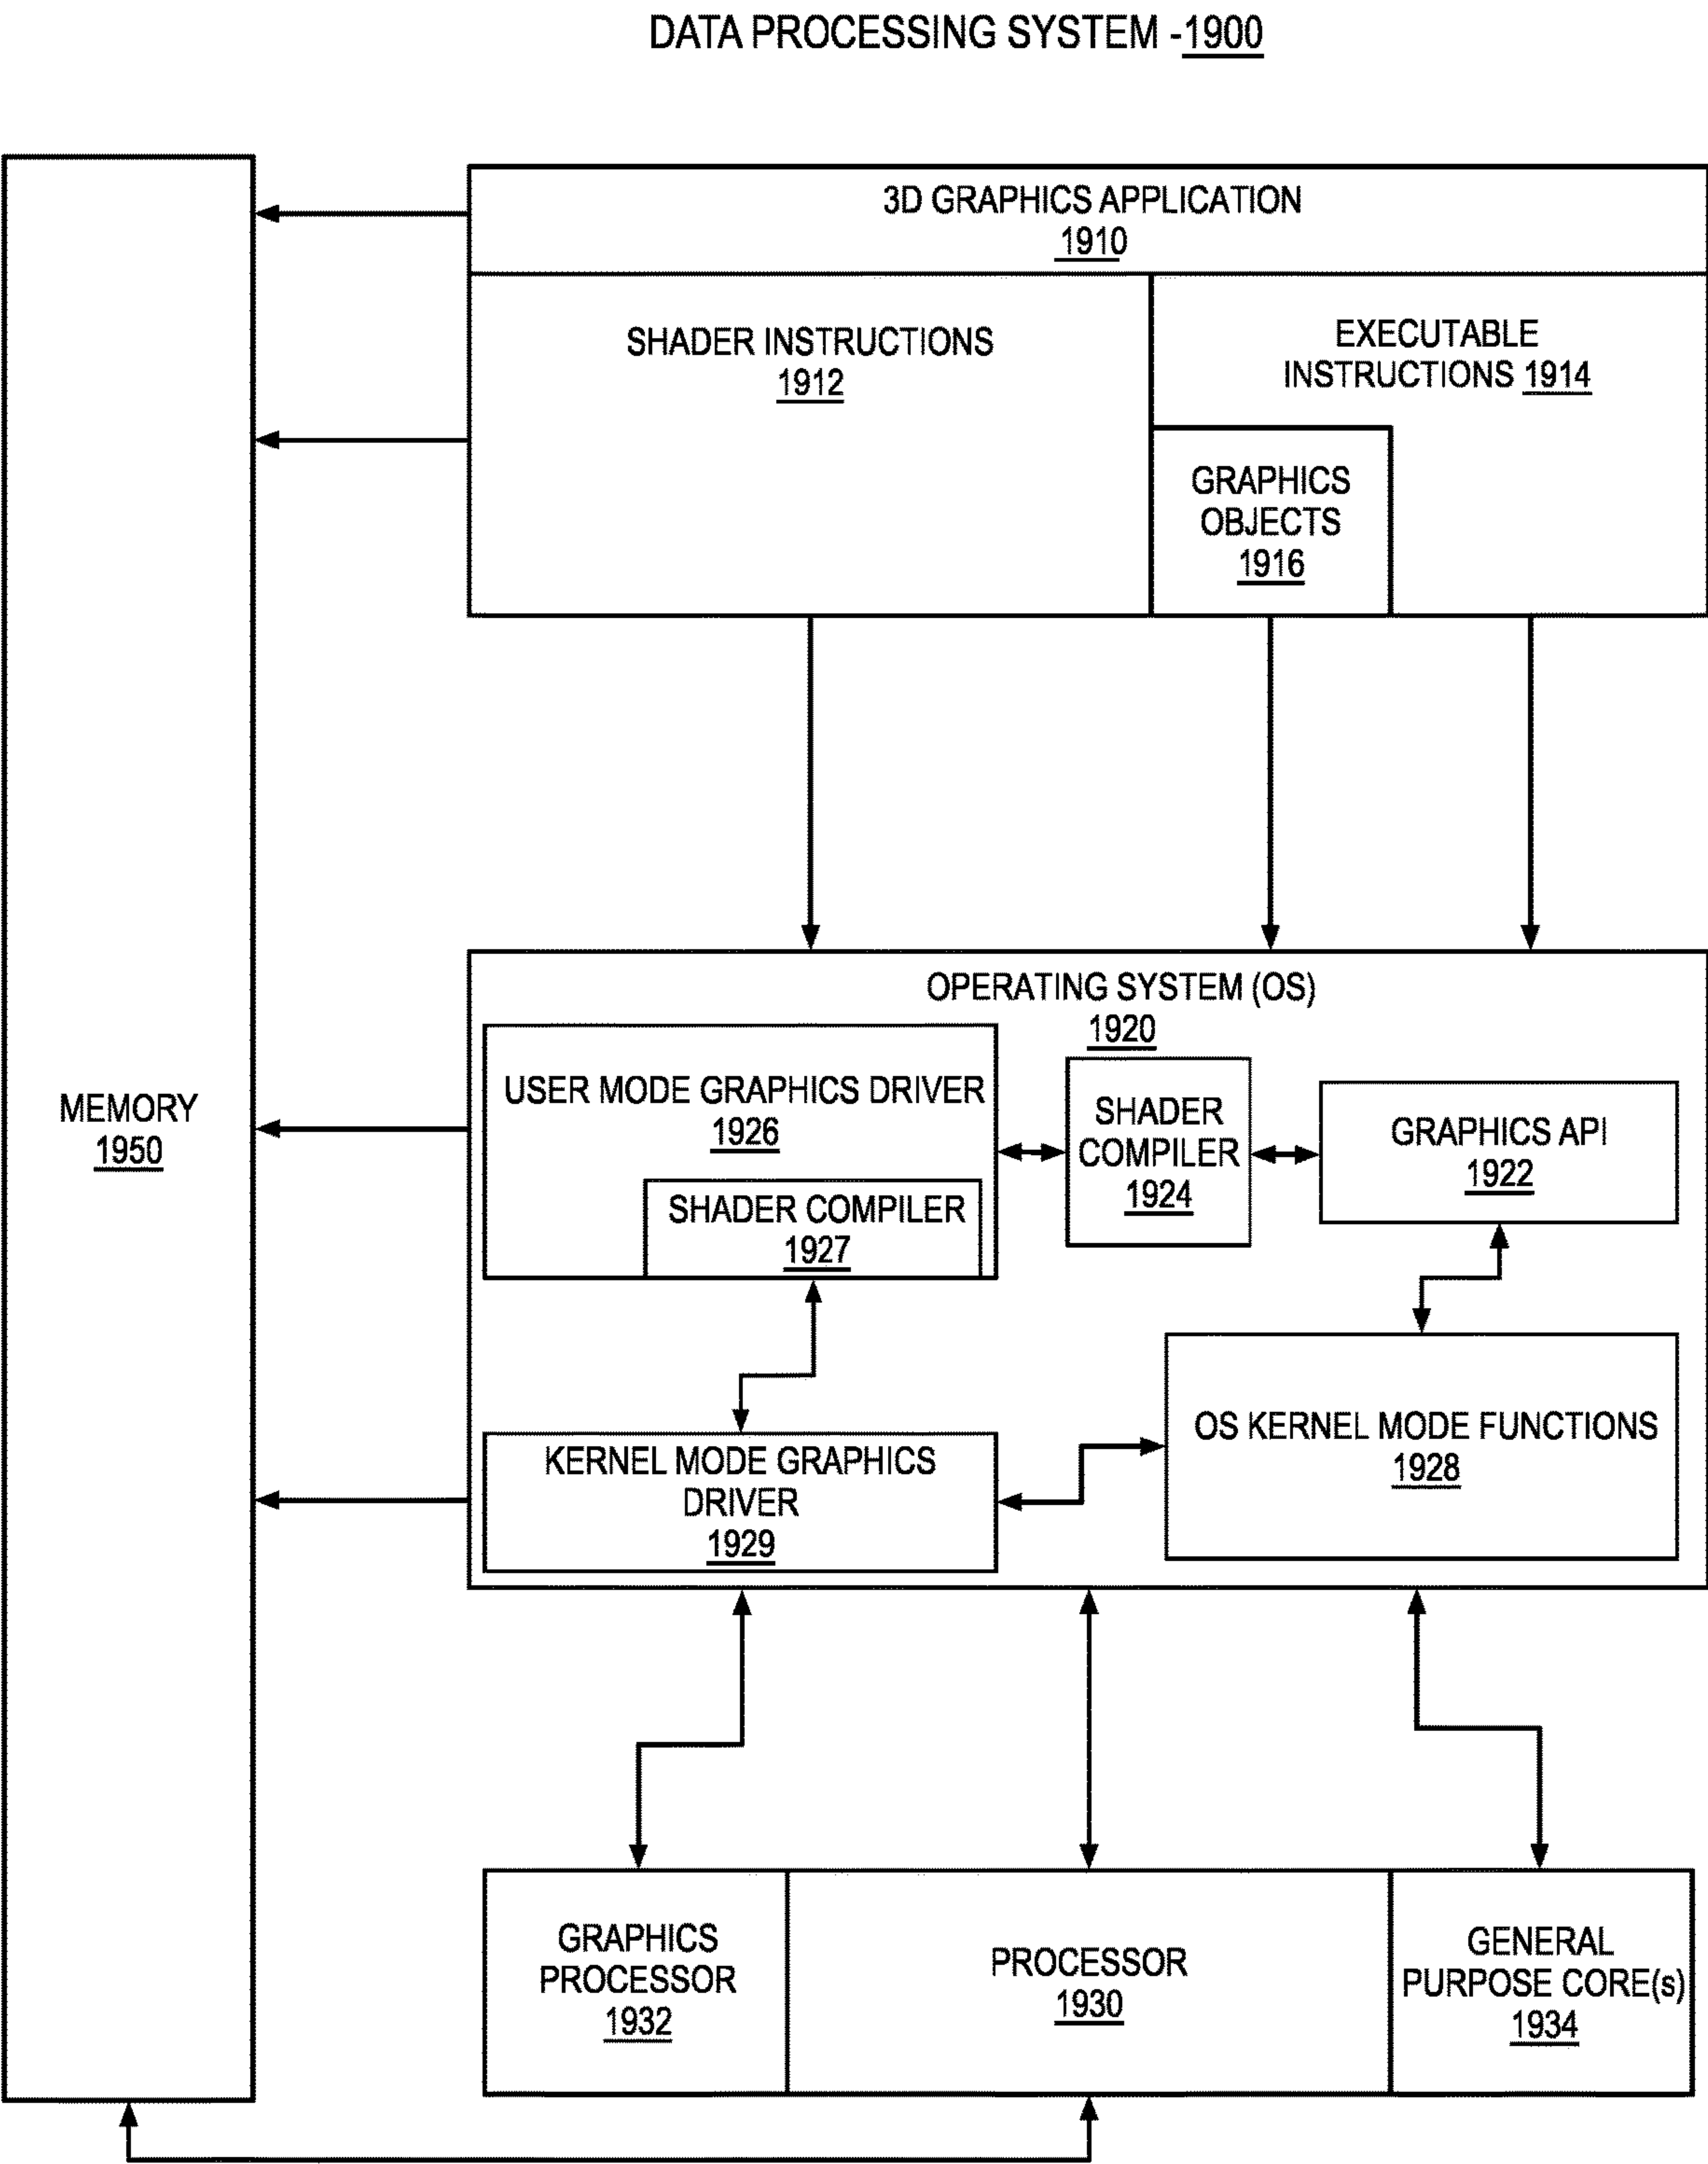 DATA PROCESSING SYSTEM -1900
3D GRAPHICS APPLICATION
1910
SHADER INSTRUCTIONS
1912
EXECUTABLE
INSTRUCTIONS 1914
GRAPHICS
OBJECTS
1916
MEMORY
1950
OPERATING SYSTEM (OS)
1920
USER MODE GRAPHICS DRIVER
1926
SHADER COMPILER
1927
SHADER
COMPILER
1924
GRAPHICS API
1922
KERNEL MODE GRAPHICS
DRIVER
1929
OS KERNEL MODE FUNCTIONS
1928
GRAPHICS
PROCESSOR
1932
PROCESSOR
1930
GENERAL
PURPOSE CORE(s)
1934